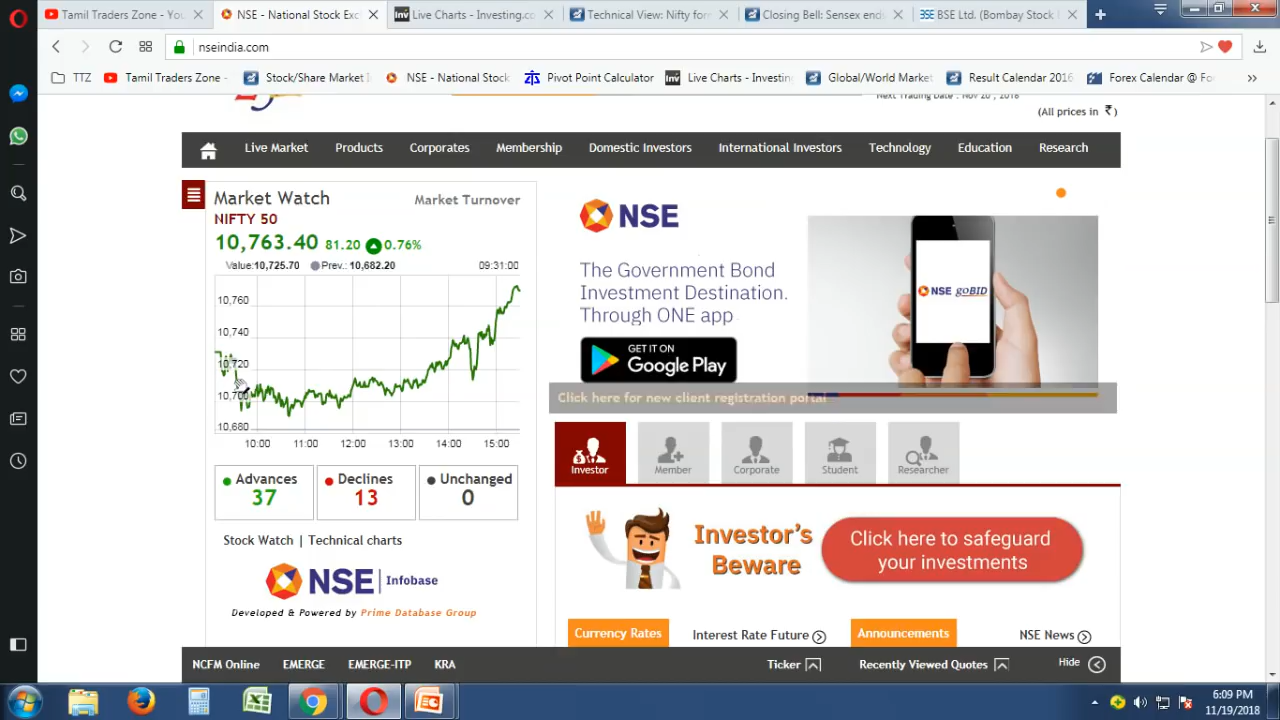 Tamil Traders Zone - You
NSE - National Stock Exc
Live Charts - Investing.co
Technical View: Nifty for
Closing Bell: Sensex ends
BSE Ltd. (Bombay Stock
nseindia.com
TTZ
Tamil Traders Zone -
Stock/Share Market I
NSE - National Stock
Pivot Point Calculator
Live Charts - Investing
Global/World Market
Result Calendar 2016
Forex Calendar @ Fo
Next Trading Date : Nov 20, 2018
(All prices in ₹)
Live Market Products Corporates Membership Domestic Investors International Investors Technology Education Research
Market Watch Market Turnover
NIFTY 50
10,763.40 81.20 0.76%
Value:10,725.70 Prev.: 10,682.20 09:31:00
10,760
10,740
10,720
10,700
10,680
10:00 11:00 12:00 13:00 14:00 15:00
Advances
37
Declines
13
Unchanged
0
Stock Watch | Technical charts
NSE Infobase
Developed & Powered by Prime Database Group
NSE
The Government Bond
Investment Destination.
Through ONE app
GET IT ON
Google Play
NSE goBID
Click here for new client registration portal
Investor Member Corporate Student Researcher
Investor's
Beware
Click here to safeguard
your investments
Currency Rates Interest Rate Future
Announcements NSE News
NCFM Online EMERGE EMERGE-ITP KRA Ticker Recently Viewed Quotes Hide
6:09 PM
11/19/2018